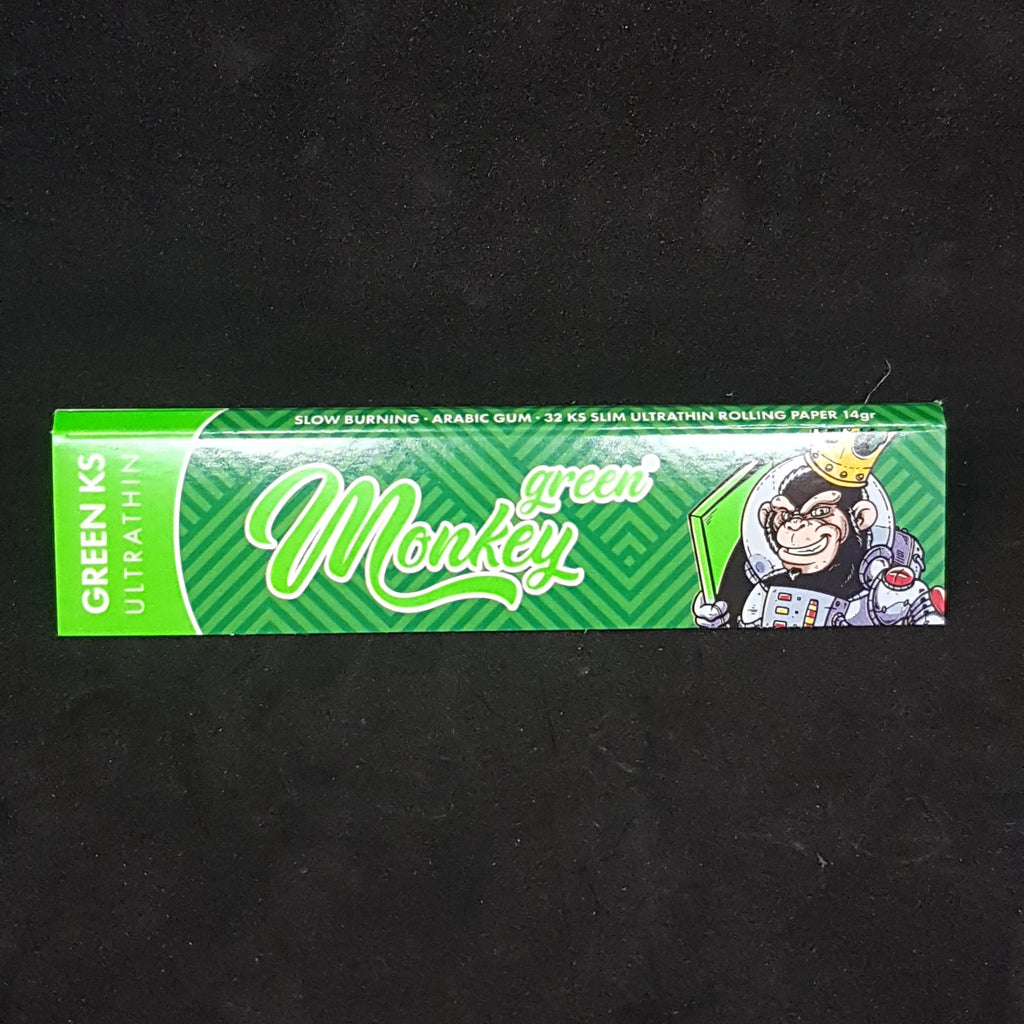 SLOW BURNING - ARABIC GUM - 32 KS SLIM ULTRATHIN ROLLING PAPER 14gr
GREEN KS
ULTRATHIN
green
Monkey